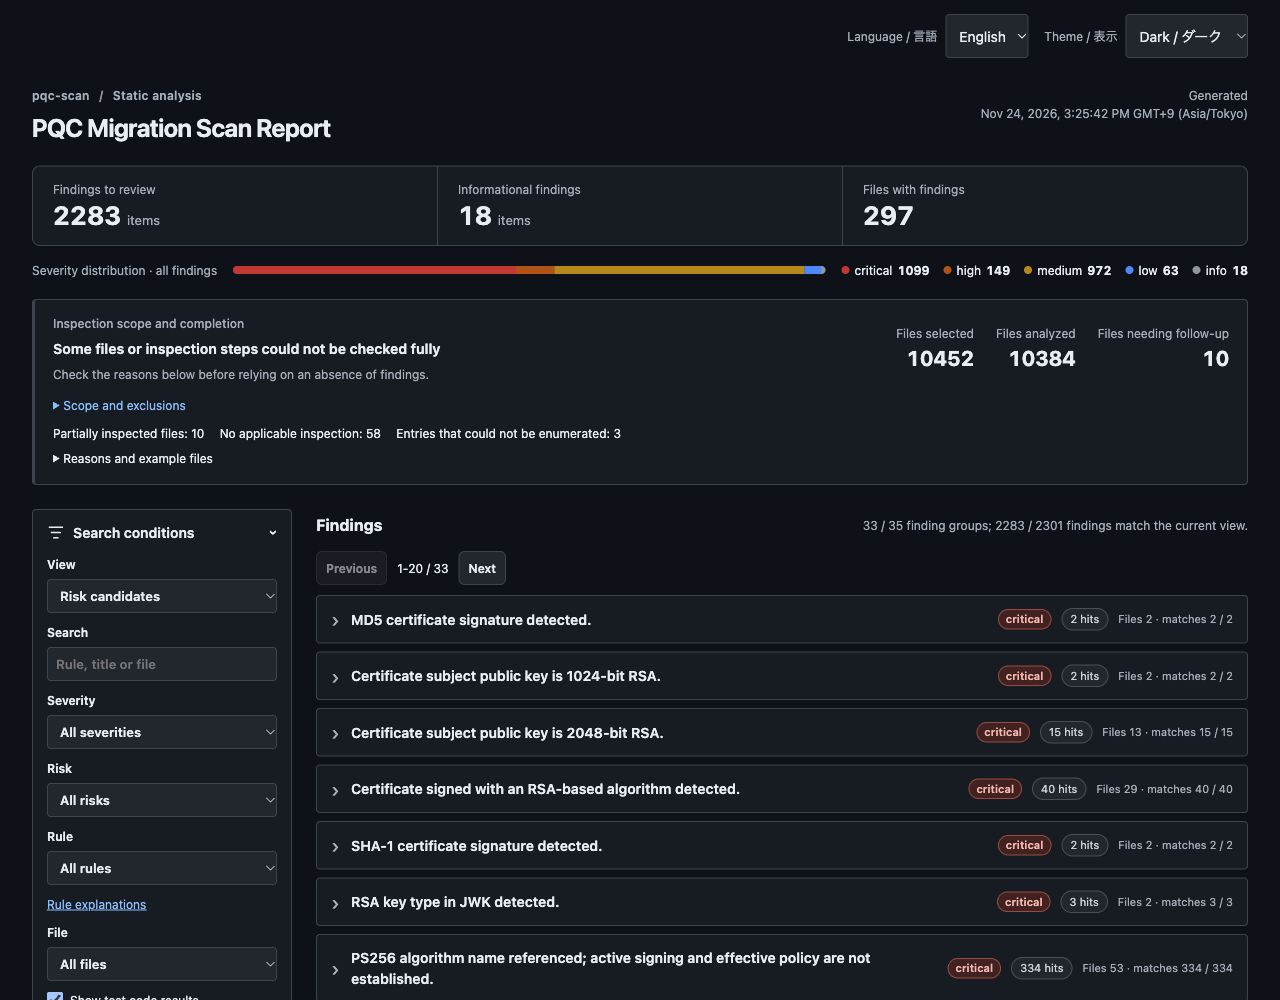 Language / 言語 English Theme / 表示 Dark / ダーク
pqc-scan / Static analysis
PQC Migration Scan Report
Generated
Nov 24, 2026, 3:25:42 PM GMT+9 (Asia/Tokyo)
Findings to review
2283 items
Informational findings
18 items
Files with findings
297
Severity distribution · all findings critical 1099 high 149 medium 972 low 63 info 18
Inspection scope and completion
Some files or inspection steps could not be checked fully
Check the reasons below before relying on an absence of findings.
Files selected
10452
Files analyzed
10384
Files needing follow-up
10
Scope and exclusions
Partially inspected files: 10 No applicable inspection: 58 Entries that could not be enumerated: 3
Reasons and example files
Search conditions
View
Risk candidates
Search
Rule, title or file
Severity
All severities
Risk
All risks
Rule
All rules
Rule explanations
File
All files
Show test code results
Findings
33 / 35 finding groups; 2283 / 2301 findings match the current view.
Previous 1-20 / 33 Next
MD5 certificate signature detected. critical 2 hits Files 2 · matches 2 / 2
Certificate subject public key is 1024-bit RSA. critical 2 hits Files 2 · matches 2 / 2
Certificate subject public key is 2048-bit RSA. critical 15 hits Files 13 · matches 15 / 15
Certificate signed with an RSA-based algorithm detected. critical 40 hits Files 29 · matches 40 / 40
SHA-1 certificate signature detected. critical 2 hits Files 2 · matches 2 / 2
RSA key type in JWK detected. critical 3 hits Files 2 · matches 3 / 3
PS256 algorithm name referenced; active signing and effective policy are not
established.
critical 334 hits Files 53 · matches 334 / 334